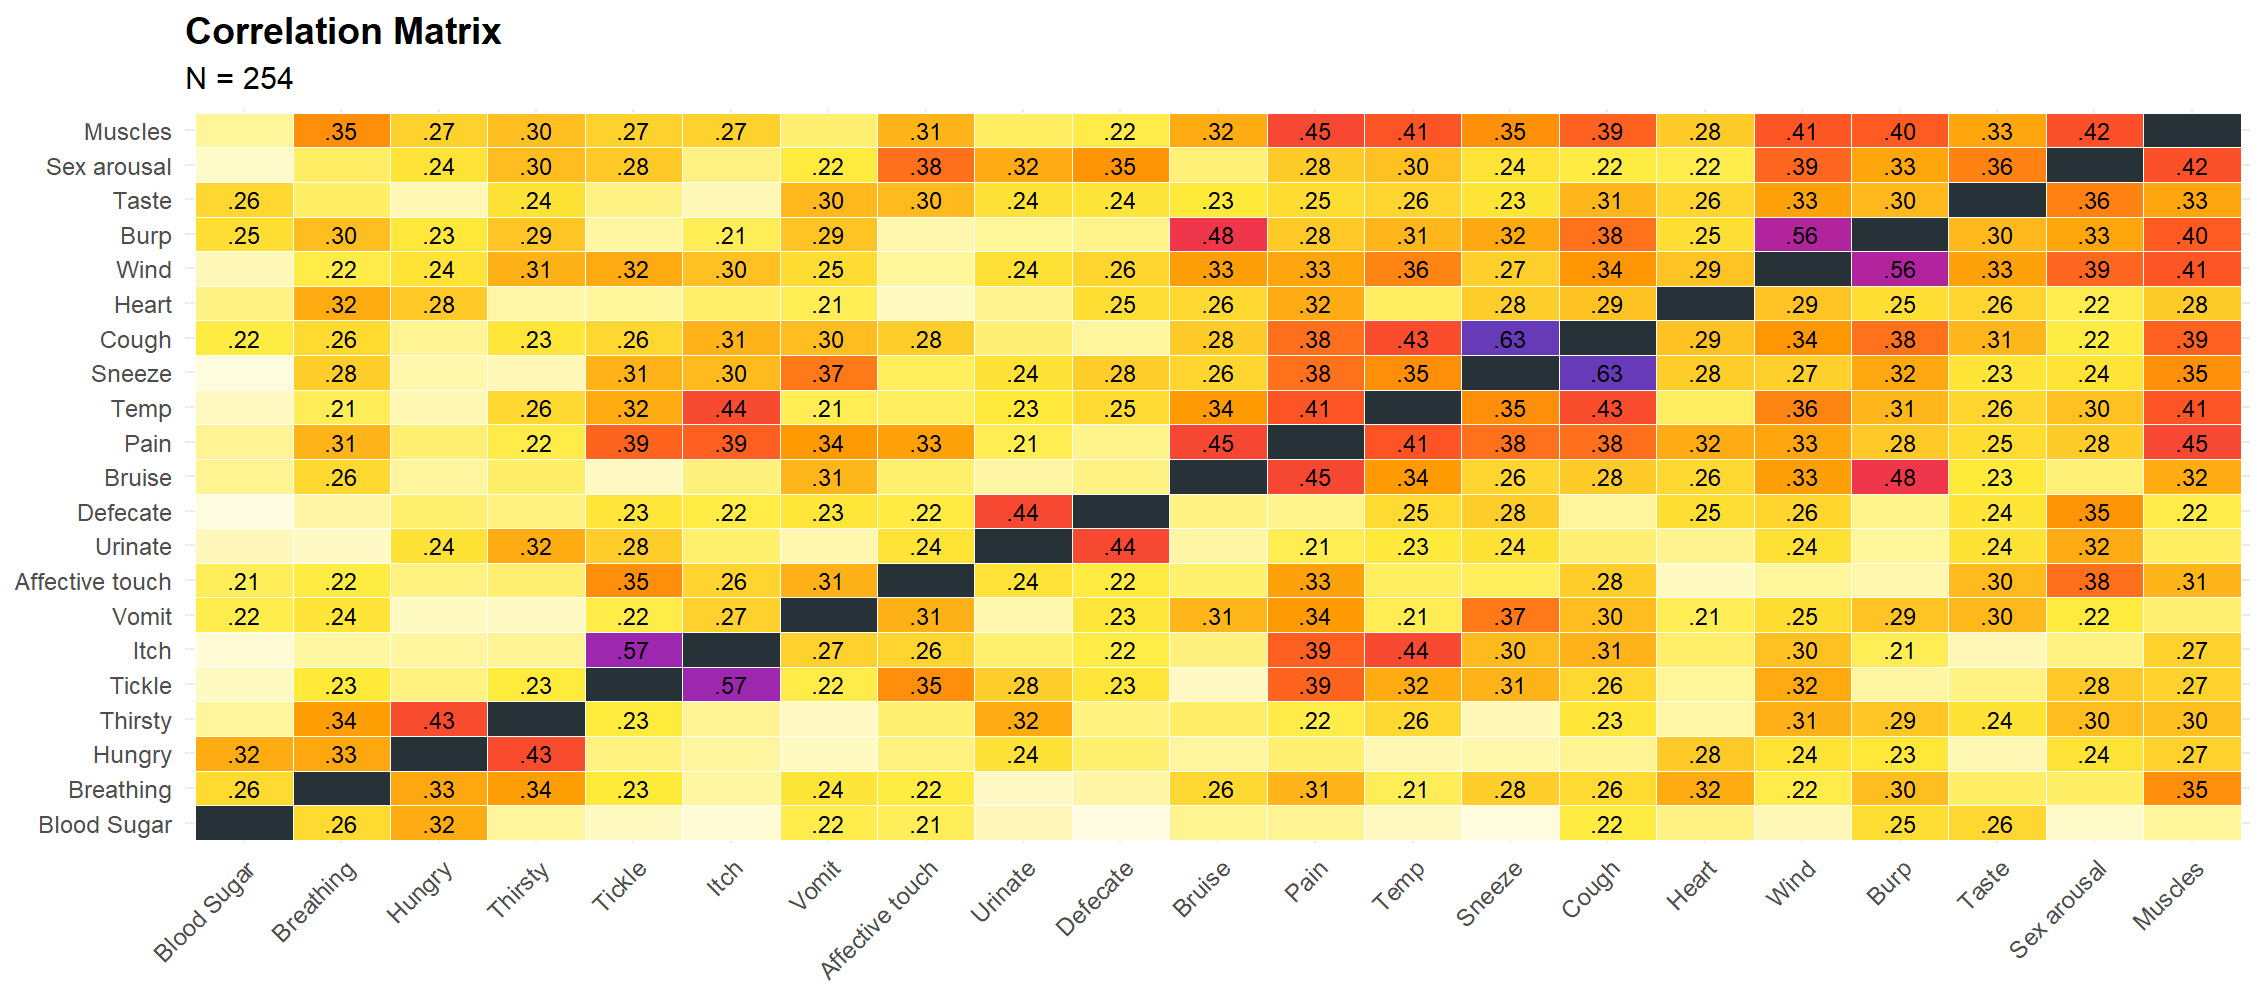 Correlation Matrix
N = 254
Muscles .35 .27 .30 .27 .27 .31 .22 .32 .45 .41 .35 .39 .28 .41 .40 .33 .42
Sex arousal .24 .30 .28 .22 .38 .32 .35 .28 .30 .24 .22 .22 .39 .33 .36 .42
Taste .26 .24 .30 .30 .24 .24 .23 .25 .26 .23 .31 .26 .33 .30 .36 .33
Burp .25 .30 .23 .29 .21 .29 .48 .28 .31 .32 .38 .25 .56 .30 .33 .40
Wind .22 .24 .31 .32 .30 .25 .24 .26 .33 .33 .36 .27 .34 .29 .56 .33 .39 .41
Heart .32 .28 .21 .25 .26 .32 .28 .29 .29 .25 .26 .22 .28
Cough .22 .26 .23 .26 .31 .30 .28 .28 .38 .43 .63 .29 .34 .38 .31 .22 .39
Sneeze .28 .31 .30 .37 .24 .28 .26 .38 .35 .63 .28 .27 .32 .23 .24 .35
Temp .21 .26 .32 .44 .21 .23 .25 .34 .41 .35 .43 .36 .31 .26 .30 .41
Pain .31 .22 .39 .39 .34 .33 .21 .45 .41 .38 .38 .32 .33 .28 .25 .28 .45
Bruise .26 .31 .45 .34 .26 .28 .26 .33 .48 .23 .32
Defecate .23 .22 .23 .22 .44 .25 .28 .25 .26 .24 .35 .22
Urinate .24 .32 .28 .24 .44 .21 .23 .24 .24 .24 .32
Affective touch .21 .22 .35 .26 .31 .24 .22 .33 .28 .30 .38 .31
Vomit .22 .24 .22 .27 .31 .23 .31 .34 .21 .37 .30 .21 .25 .29 .30 .22
Itch .57 .27 .26 .22 .39 .44 .30 .31 .30 .21 .27
Tickle .23 .23 .57 .22 .35 .28 .23 .39 .32 .31 .26 .32 .28 .27
Thirsty .34 .43 .23 .32 .22 .26 .23 .31 .29 .24 .30 .30
Hungry .32 .33 .43 .24 .28 .24 .23 .24 .27
Breathing .26 .33 .34 .23 .24 .22 .26 .31 .21 .28 .26 .32 .22 .30 .35
Blood Sugar .26 .32 .22 .21 .22 .25 .26
Blood Sugar Breathing Hungry Thirsty Tickle Itch Vomit Affective touch Urinate Defecate Bruise Pain Temp Sneeze Cough Heart Wind Burp Taste Sex arousal Muscles